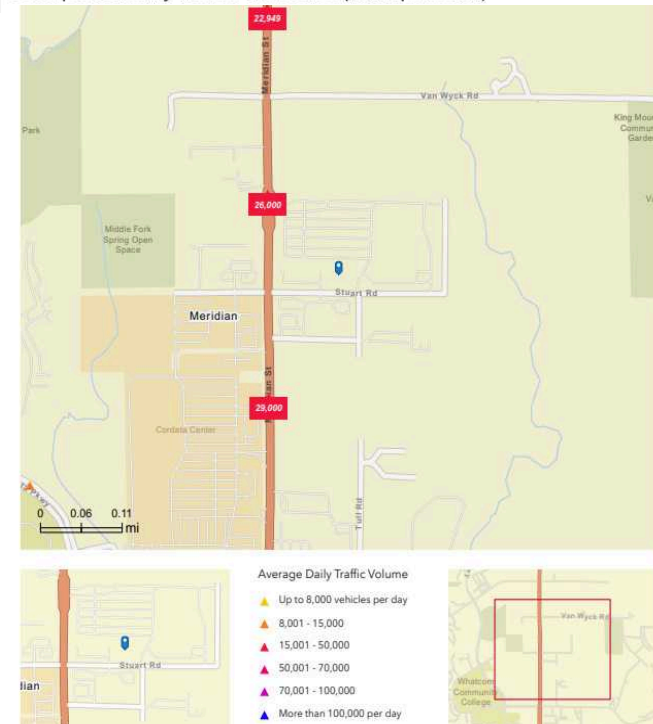 22,949
Meridian St
Van Wyck Rd
Park
King
Commun
Garde
26,000
Middle Fork
Spring Open
Space
Stuart Rd
Meridian
29,000
Cordata Center
Pkwy
Tull Rd
0 0.06 0.11
mi
Average Daily Traffic Volume
Up to 8,000 vehicles per day
8,001 - 15,000
15,001 - 50,000
50,001 - 70,000
70,001 - 100,000
More than 100,000 per day
Stuart Rd
dian
Van Wyck Rd
Whatcom
Community
College